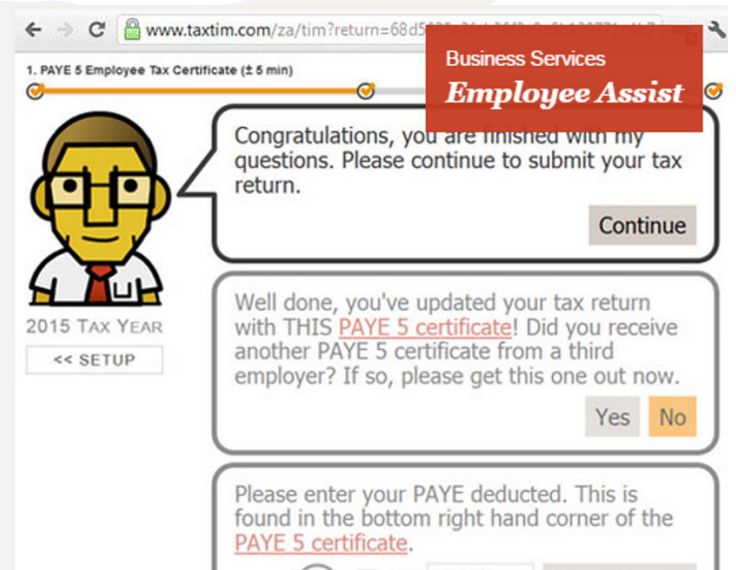 www.taxtim.com/za/tim?return=68d5
Business Services
Employee Assist
1. PAYE 5 Employee Tax Certificate (± 5 min)
Congratulations, you are finished with my
questions. Please continue to submit your tax
return.
Continue
2015 TAX YEAR
<< SETUP
Well done, you've updated your tax return
with THIS PAYE 5 certificate! Did you receive
another PAYE 5 certificate from a third
employer? If so, please get this one out now.
Yes No
Please enter your PAYE deducted. This is
found in the bottom right hand corner of the
PAYE 5 certificate.